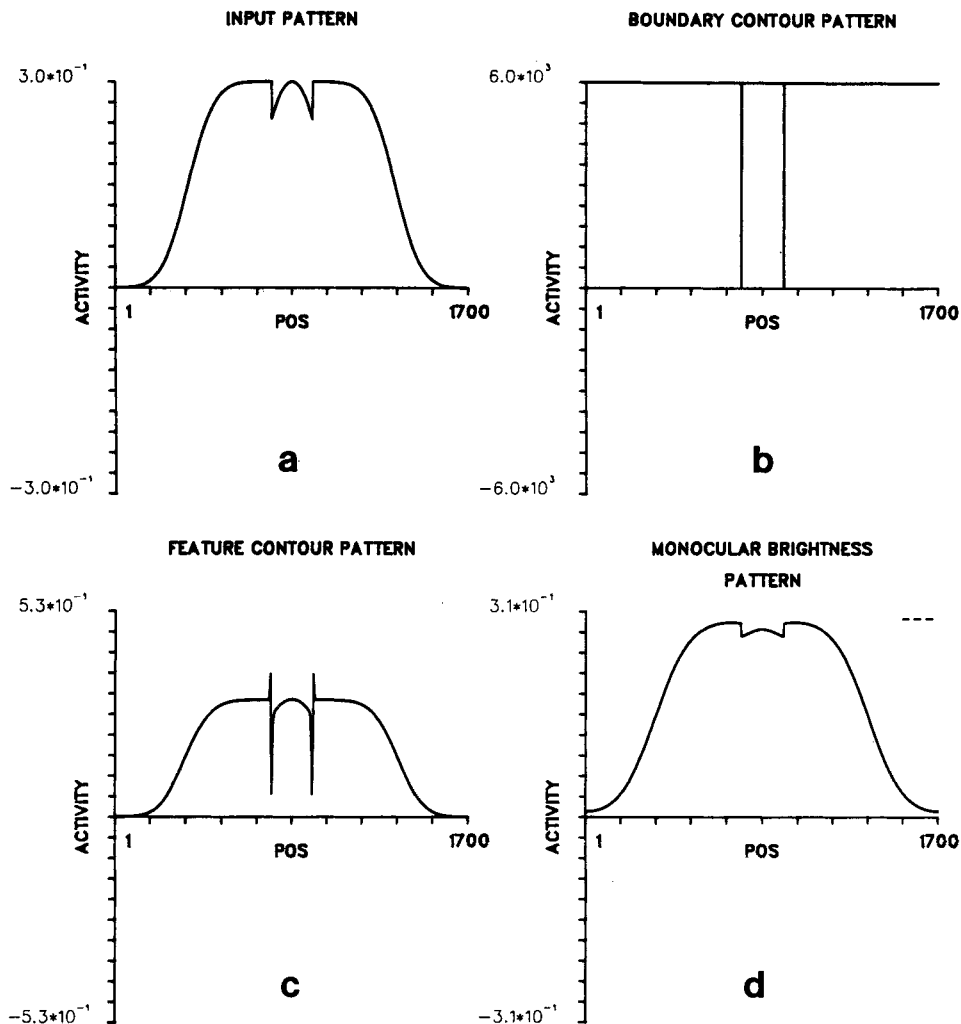 INPUT PATTERN
3.0*10⁻¹
ACTIVITY
1
POS
1700
−3.0*10⁻¹
a
BOUNDARY CONTOUR PATTERN
6.0*10³
ACTIVITY
1
POS
1700
−6.0*10³
b
FEATURE CONTOUR PATTERN
5.3*10⁻¹
ACTIVITY
1
POS
1700
−5.3*10⁻¹
c
MONOCULAR BRIGHTNESS
PATTERN
3.1*10⁻¹
ACTIVITY
1
POS
1700
−3.1*10⁻¹
d